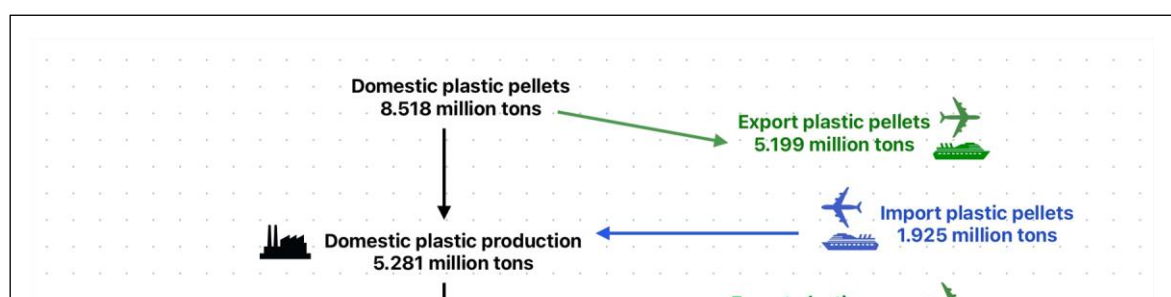 Domestic plastic pellets
8.518 million tons
Export plastic pellets
5.199 million tons
Import plastic pellets
1.925 million tons
Domestic plastic production
5.281 million tons